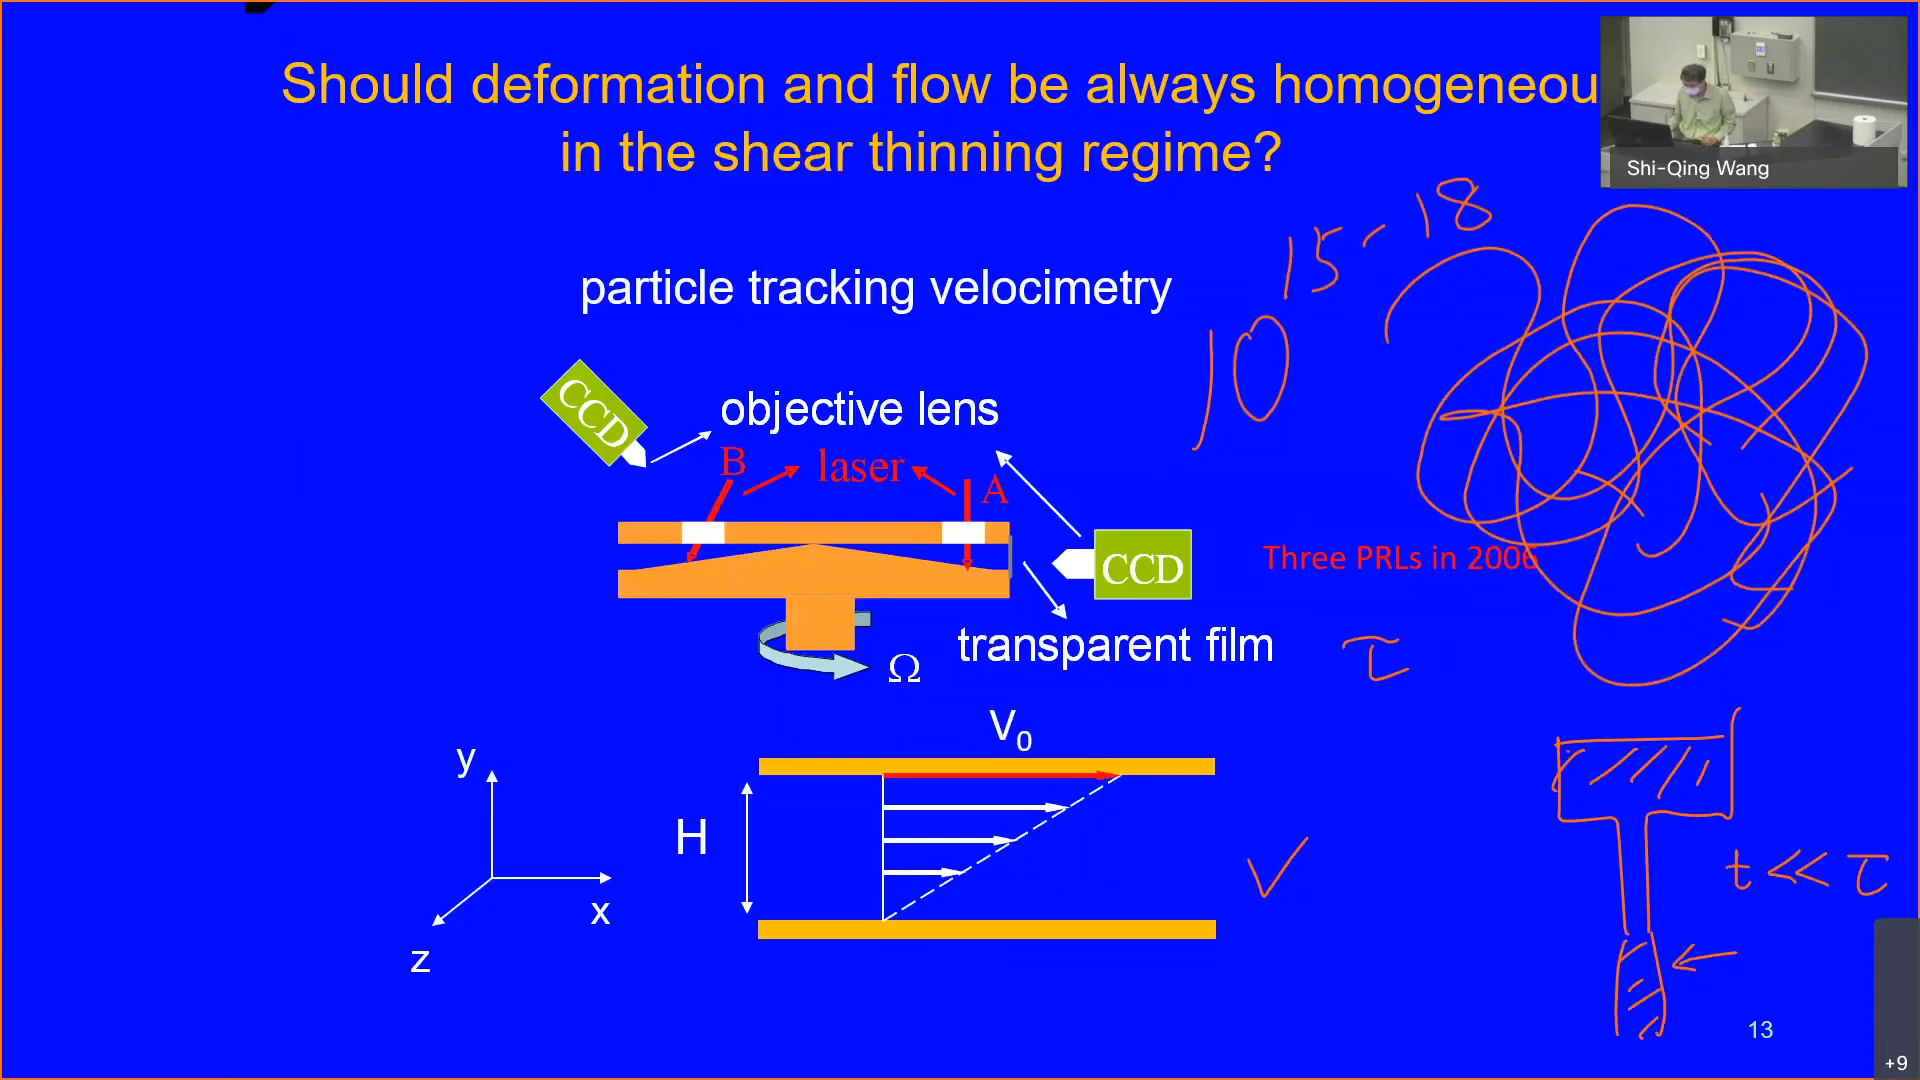 Should deformation and flow be always homogeneou
in the shear thinning regime?
Shi-Qing Wang
10^15-18
particle tracking velocimetry
CCD
objective lens
B
laser
A
CCD
Three PRLs in 2006
transparent film
τ
Ω
V₀
y
H
x
z
t << τ
13
+9